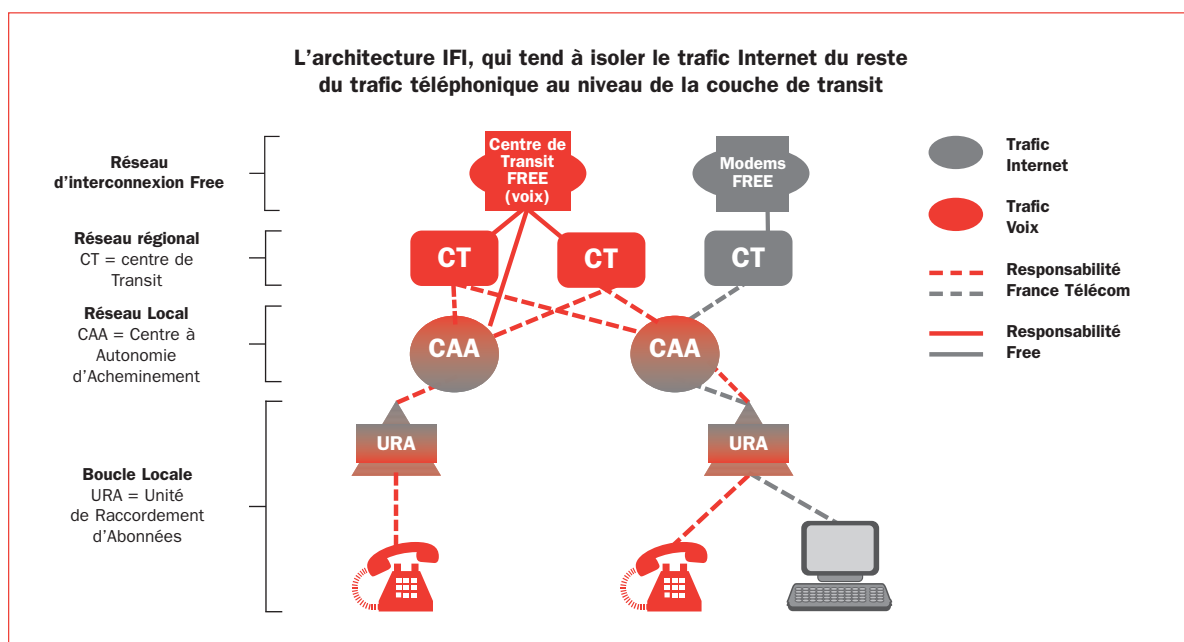 L'architecture IFI, qui tend à isoler le trafic Internet du reste
du trafic téléphonique au niveau de la couche de transit
Réseau
d'interconnexion Free
Centre de
Transit
FREE
(voix)
Modems
FREE
Trafic
Internet
Trafic
Voix
Réseau régional
CT = centre de
Transit
CT
CT
CT
Responsabilité
France Télécom
Responsabilité
Free
Réseau Local
CAA = Centre à
Autonomie
d'Acheminement
CAA
CAA
Boucle Locale
URA = Unité
de Raccordement
d'Abonnées
URA
URA